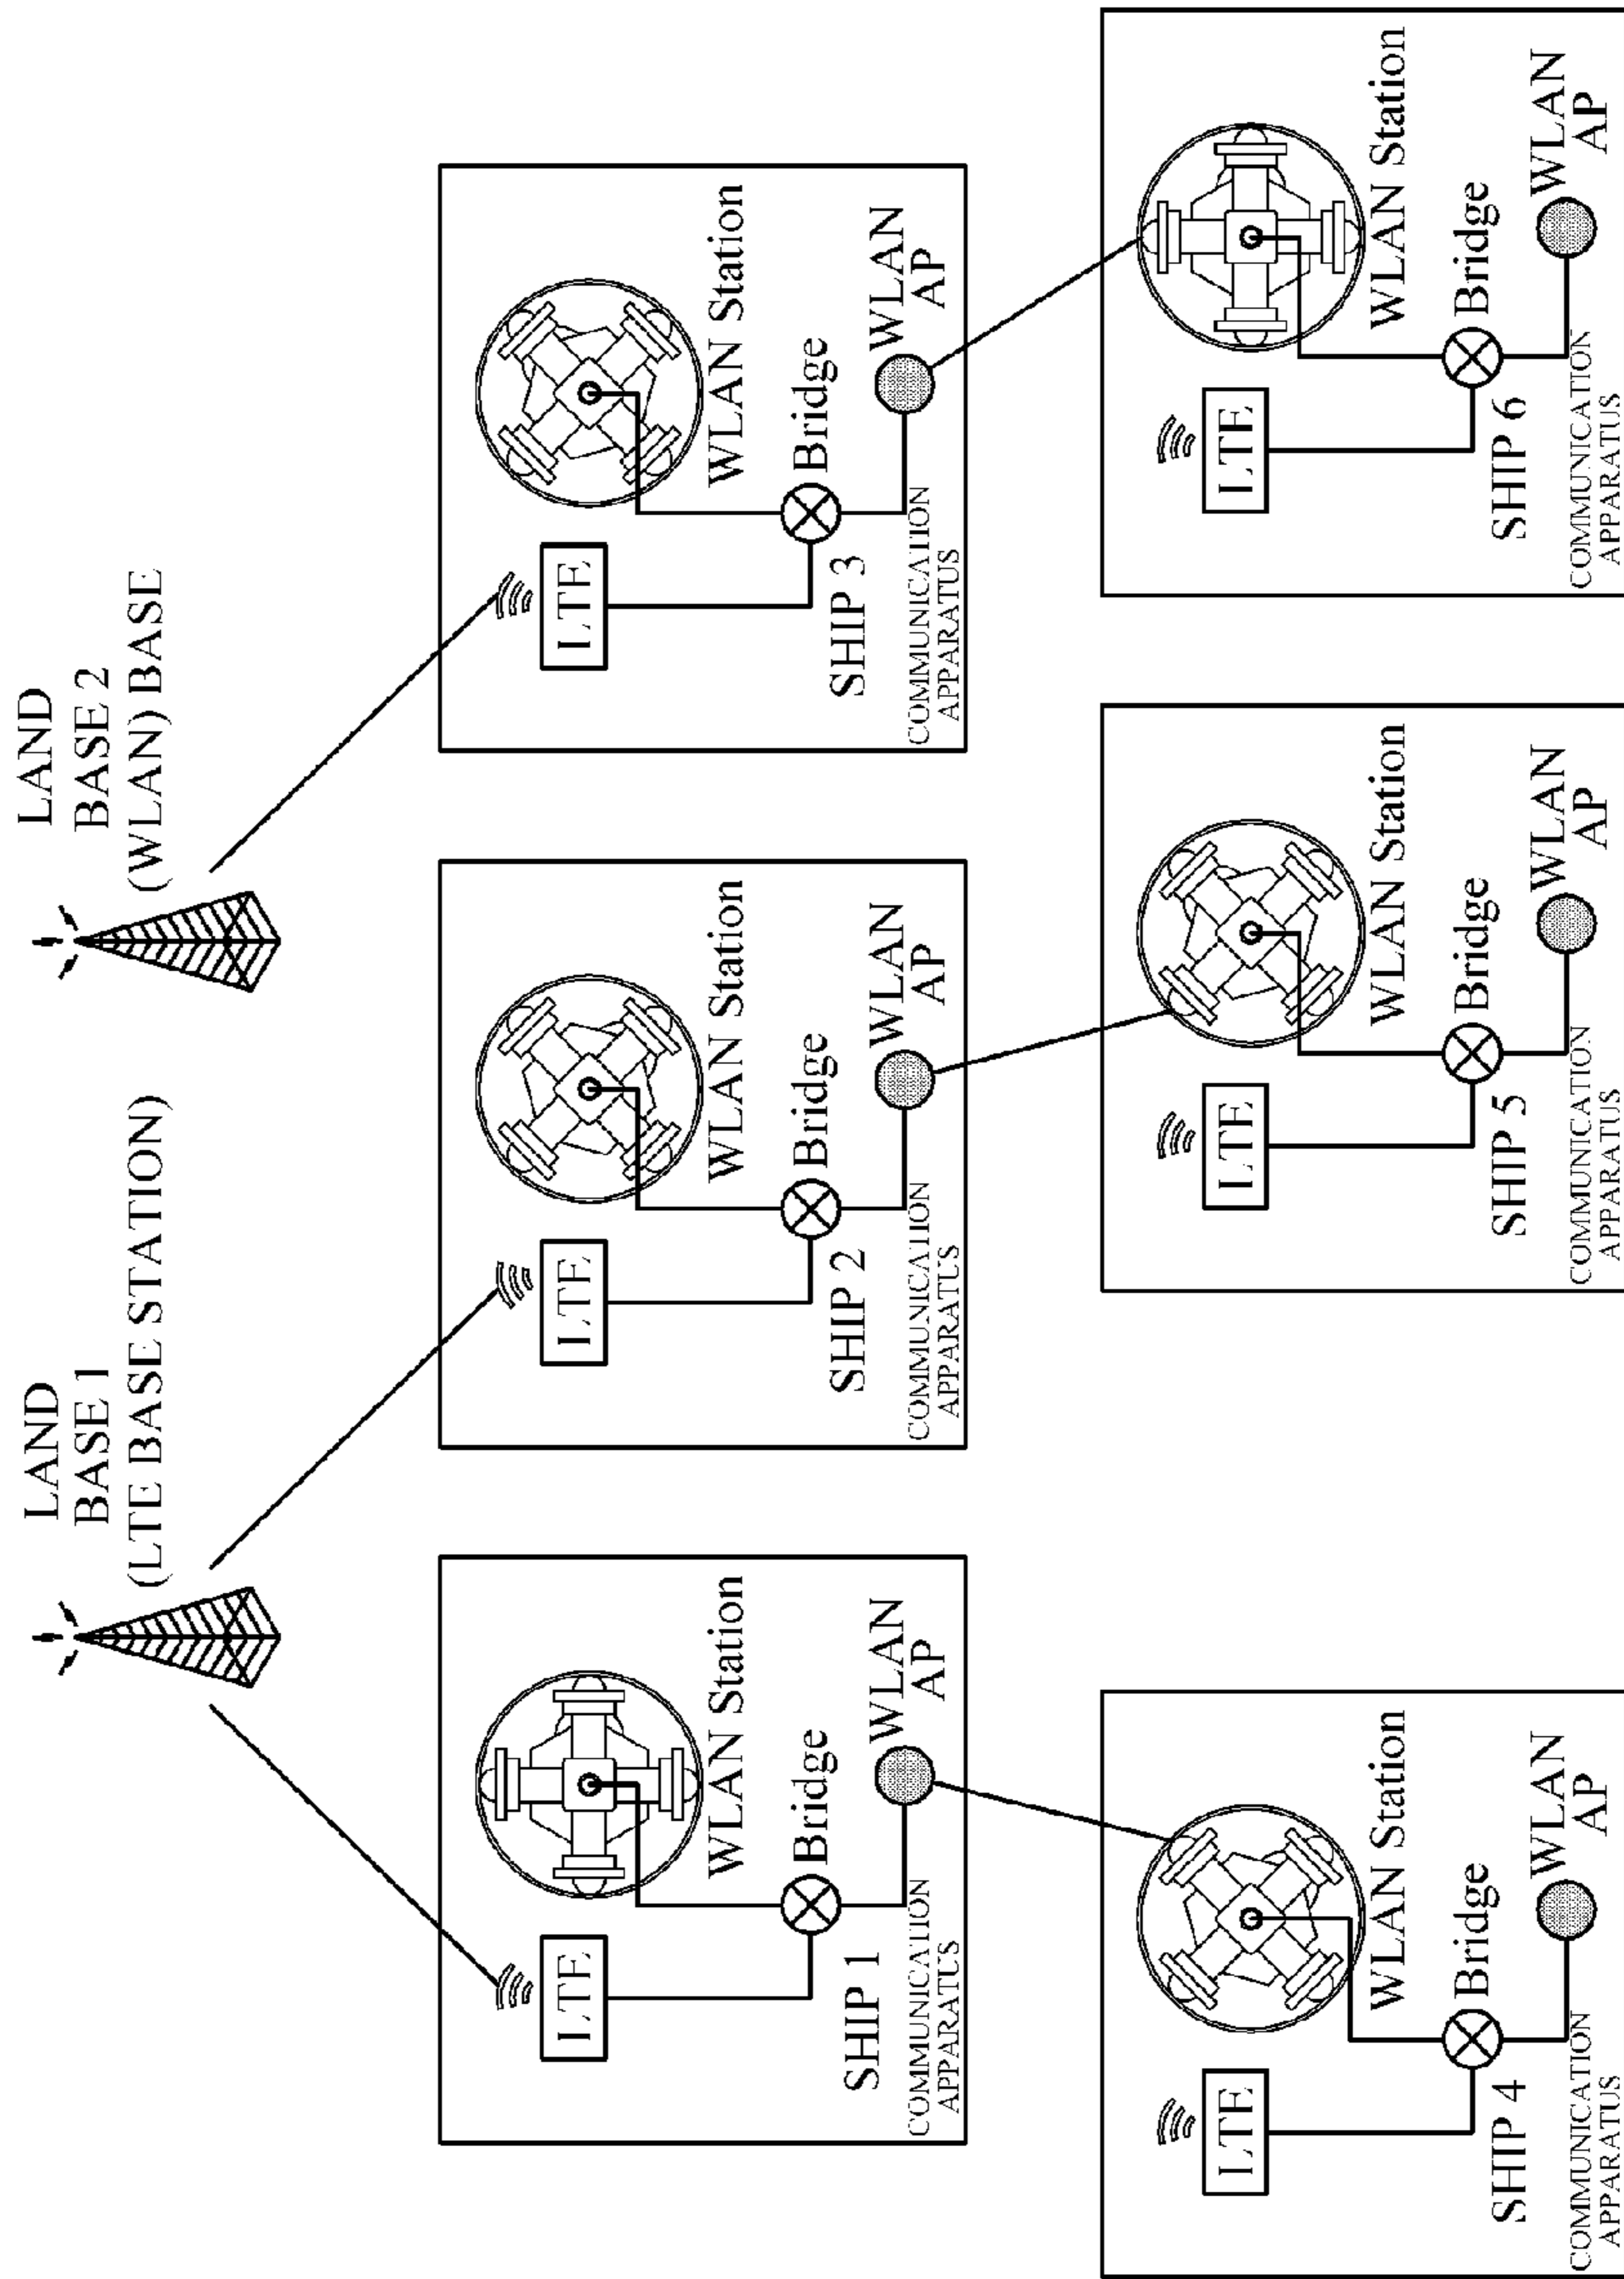 LAND
BASE 1
(LTE BASE STATION)
LAND
BASE 2
(WLAN) BASE
LTE
WLAN Station
Bridge
SHIP 1
WLAN
AP
COMMUNICATION
APPARATUS
LTE
WLAN Station
Bridge
SHIP 2
WLAN
AP
COMMUNICATION
APPARATUS
LTE
WLAN Station
Bridge
SHIP 3
WLAN
AP
COMMUNICATION
APPARATUS
LTE
WLAN Station
Bridge
SHIP 4
WLAN
AP
COMMUNICATION
APPARATUS
LTE
WLAN Station
Bridge
SHIP 5
WLAN
AP
COMMUNICATION
APPARATUS
LTE
WLAN Station
Bridge
SHIP 6
WLAN
AP
COMMUNICATION
APPARATUS